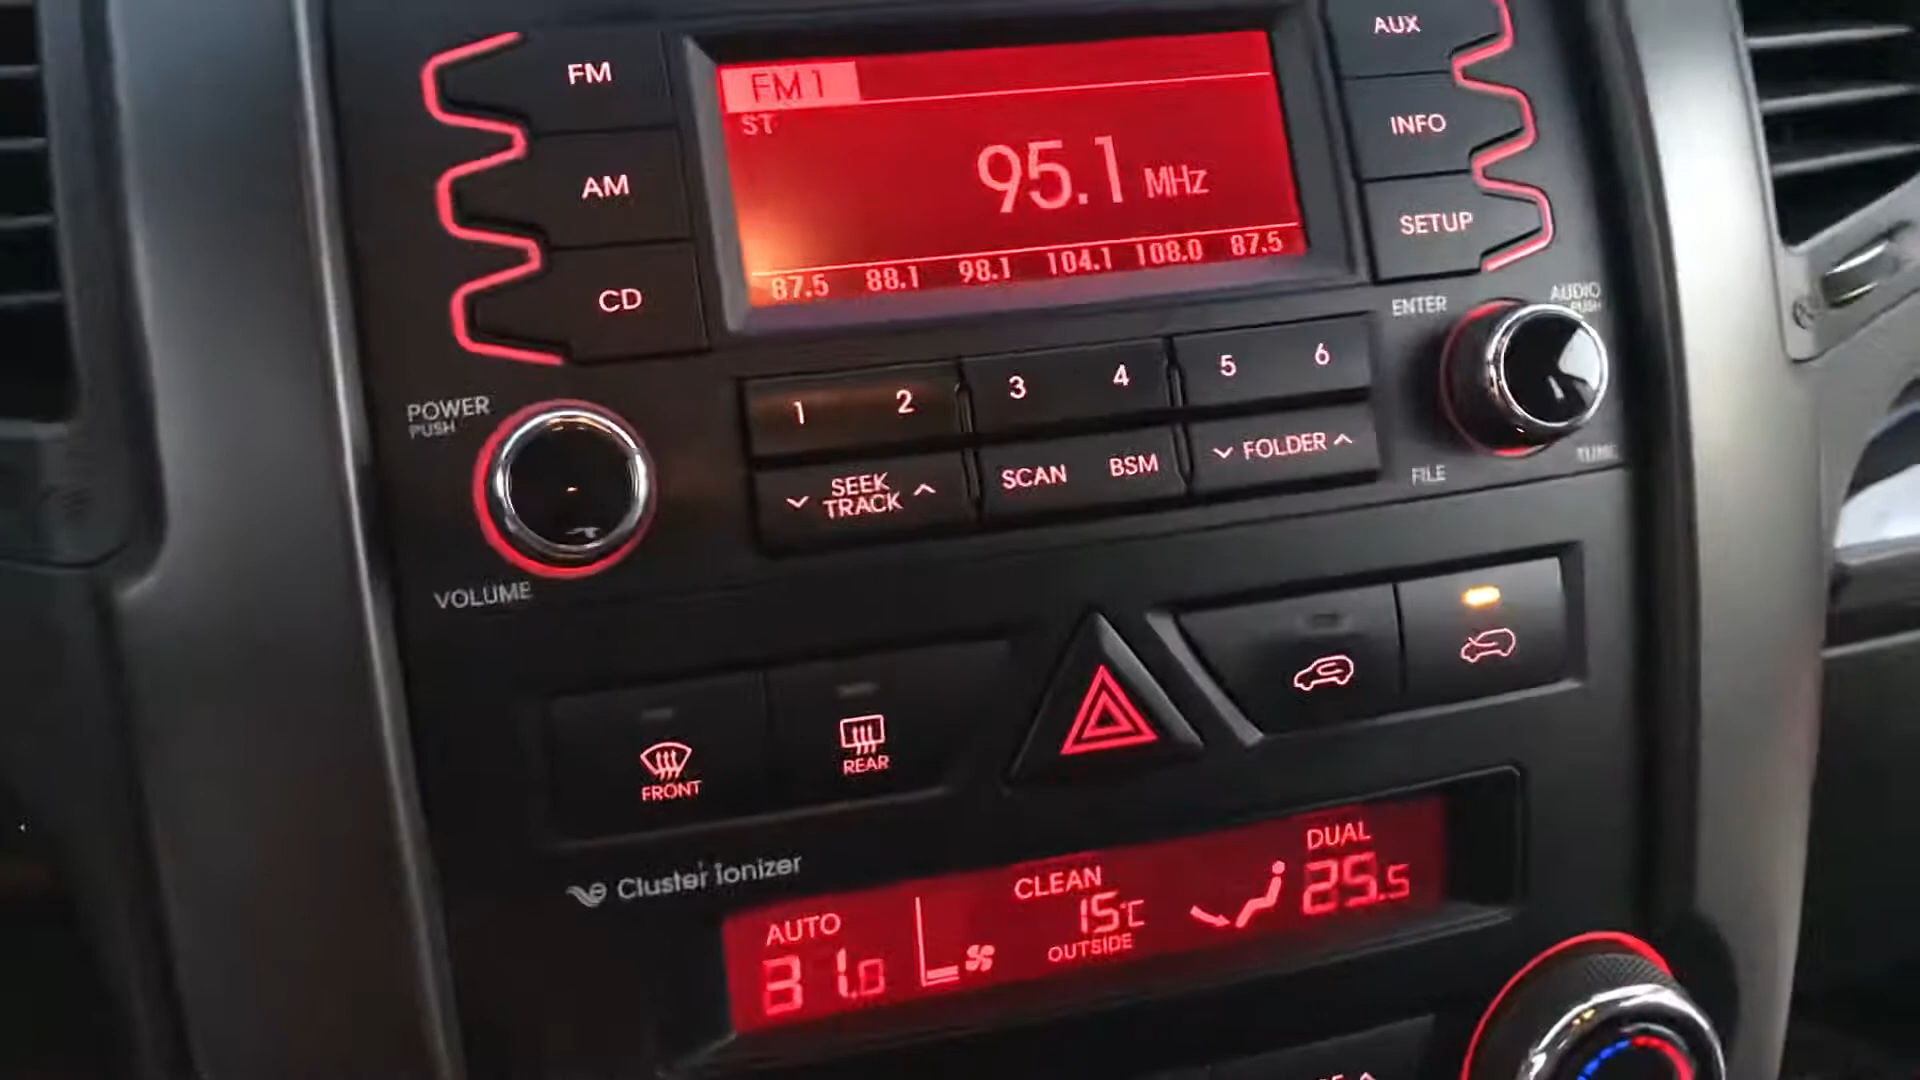 FM
AM
CD
POWER
PUSH
VOLUME
FM 1
ST
95.1 MHz
87.5 88.1 98.1 104.1 108.0 87.5
AUX
INFO
SETUP
ENTER
AUDIO
PUSH
FILE
TUNE
1 2 3 4 5 6
SEEK
TRACK
SCAN BSM
FOLDER
FRONT
REAR
Cluster ionizer
AUTO
31.0
CLEAN
15°C
OUTSIDE
DUAL
25.5